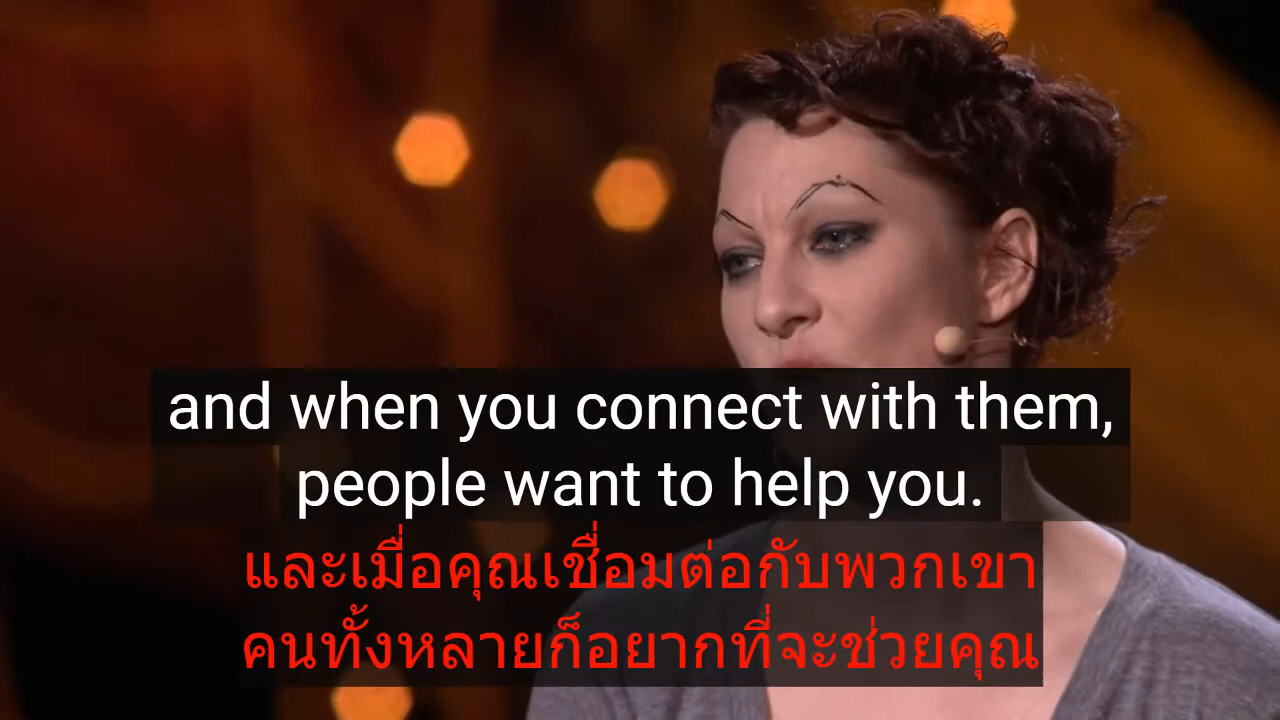 and when you connect with them,
people want to help you.
และเมื่อคุณเชื่อมต่อกับพวกเขา
คนทั้งหลายก็อยากที่จะช่วยคุณ